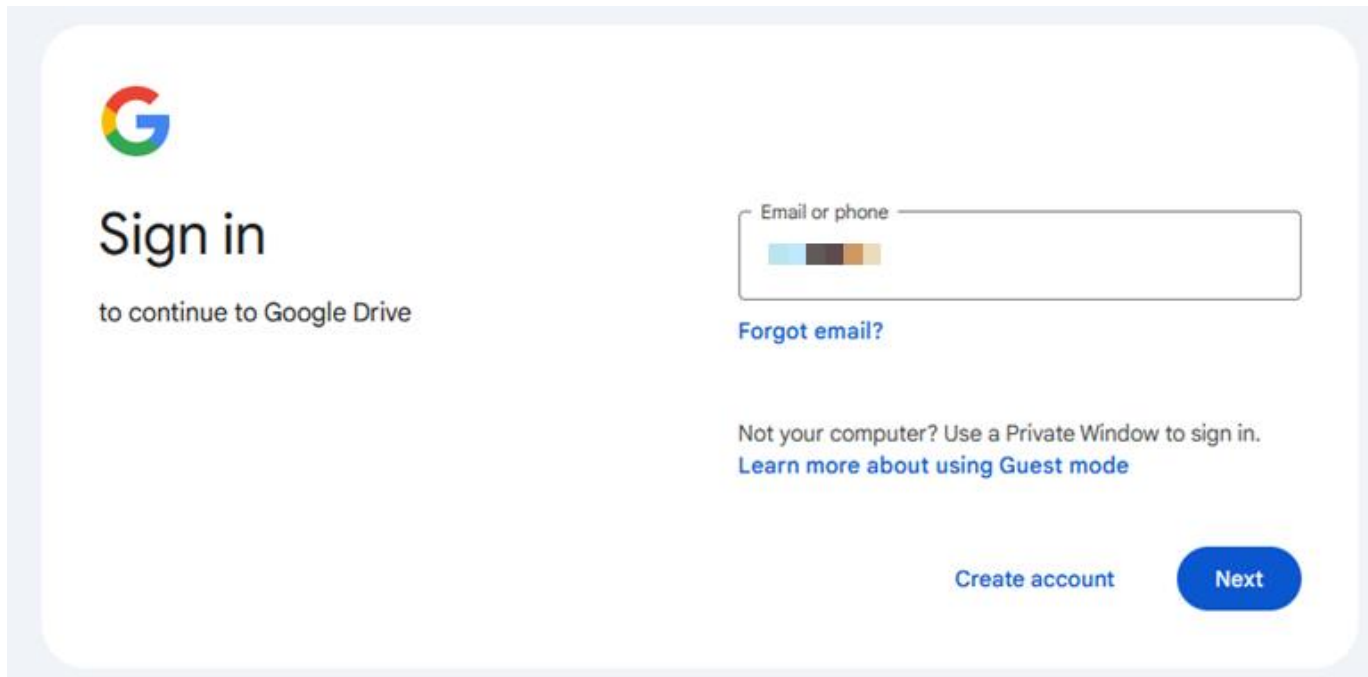 Sign in
to continue to Google Drive
Email or phone
Forgot email?
Not your computer? Use a Private Window to sign in.
Learn more about using Guest mode
Create account
Next